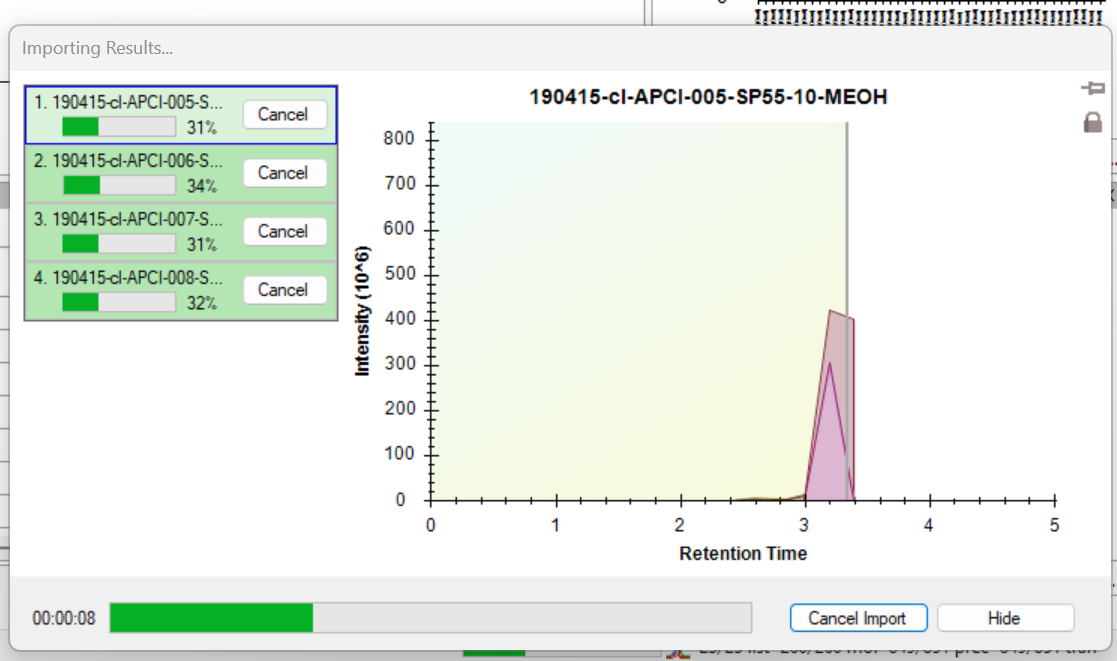 Importing Results...
1. 190415-cl-APCI-005-S...
Cancel
31%
2. 190415-cl-APCI-006-S...
Cancel
34%
3. 190415-cl-APCI-007-S...
Cancel
31%
4. 190415-cl-APCI-008-S...
Cancel
32%
190415-cl-APCI-005-SP55-10-MEOH
Intensity (10^6)
800
700
600
500
400
300
200
100
0
0 1 2 3 4 5
Retention Time
00:00:08
Cancel Import
Hide